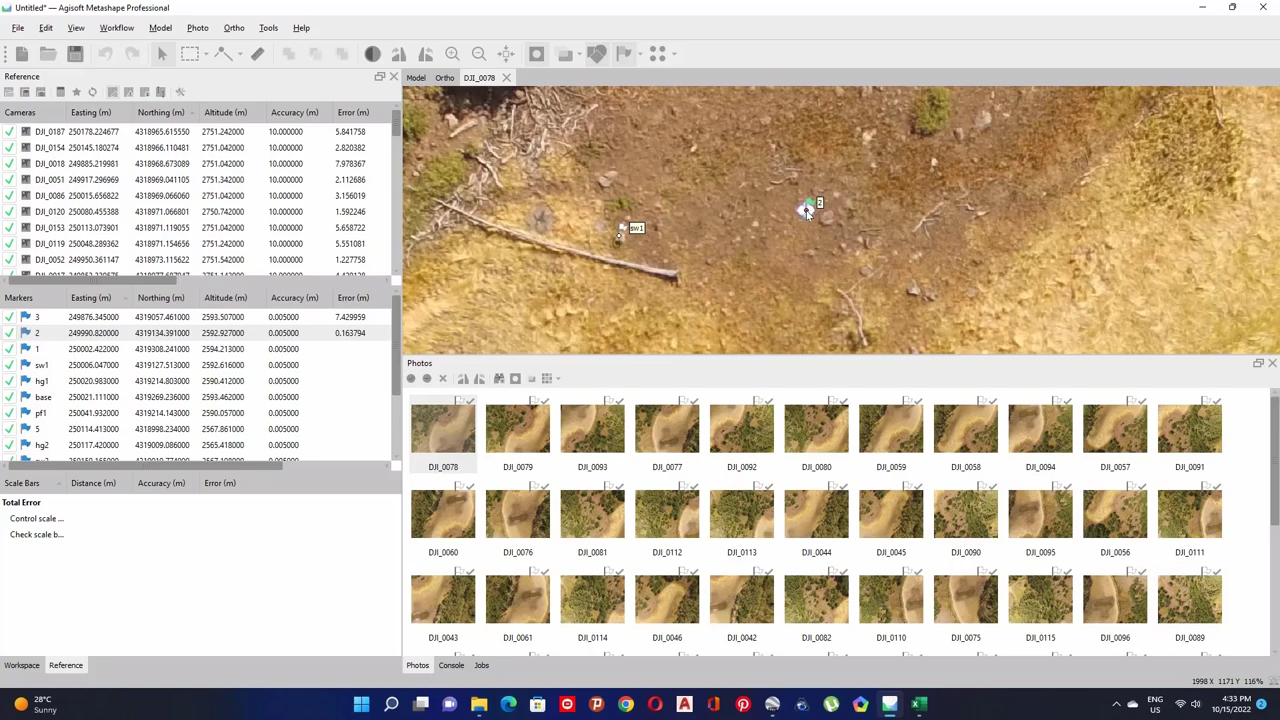 Untitled* — Agisoft Metashape Professional
File Edit View Workflow Model Photo Ortho Tools Help
Reference
Cameras Easting (m) Northing (m) Altitude (m) Accuracy (m) Error (m)
DJI_0187 250178.224677 4318965.615550 2751.242000 10.000000 5.841758
DJI_0154 250145.180274 4318966.110481 2751.042000 10.000000 2.820382
DJI_0018 249885.219981 4318968.673089 2751.042000 10.000000 7.978367
DJI_0051 249917.296969 4318969.041105 2751.342000 10.000000 2.112686
DJI_0086 250015.656822 4318969.066060 2751.042000 10.000000 3.156019
DJI_0120 250080.455388 4318971.066801 2750.742000 10.000000 1.592246
DJI_0153 250113.073901 4318971.215446 2751.042000 10.000000 5.658722
DJI_0119 250048.289362 4318971.954156 2751.042000 10.000000 5.551081
DJI_0052 249950.361147 4318973.115622 2751.042000 10.000000 1.227758
Markers Easting (m) Northing (m) Altitude (m) Accuracy (m) Error (m)
3 249876.345000 4319057.461000 2593.507000 0.005000 7.429959
2 249990.820000 4319134.391000 2592.927000 0.005000 0.163794
1 250002.422000 4319308.241000 2594.213000 0.005000
sw1 250006.047000 4319127.513000 2592.616000 0.005000
hg1 250020.983000 4319214.803000 2590.412000 0.005000
base 250021.111000 4319269.236000 2593.462000 0.005000
pf1 250041.932000 4319214.143000 2590.057000 0.005000
5 250114.413000 4318998.234000 2567.861000 0.005000
hg2 250117.420000 4319009.086000 2565.418000 0.005000
Scale Bars Distance (m) Accuracy (m) Error (m)
Total Error
Control scale ...
Check scale b...
Workspace Reference
Model Ortho DJI_0078
2
sw1
Photos
DJI_0078 DJI_0079 DJI_0093 DJI_0077 DJI_0092 DJI_0080 DJI_0059 DJI_0058 DJI_0094 DJI_0057 DJI_0091
DJI_0060 DJI_0076 DJI_0081 DJI_0112 DJI_0113 DJI_0044 DJI_0045 DJI_0090 DJI_0095 DJI_0056 DJI_0111
DJI_0043 DJI_0061 DJI_0114 DJI_0046 DJI_0042 DJI_0082 DJI_0110 DJI_0075 DJI_0115 DJI_0096 DJI_0089
Photos Console Jobs
1998 X 1171 Y 116%
28°C
Sunny
ENG
US
4:33 PM
10/15/2022
2